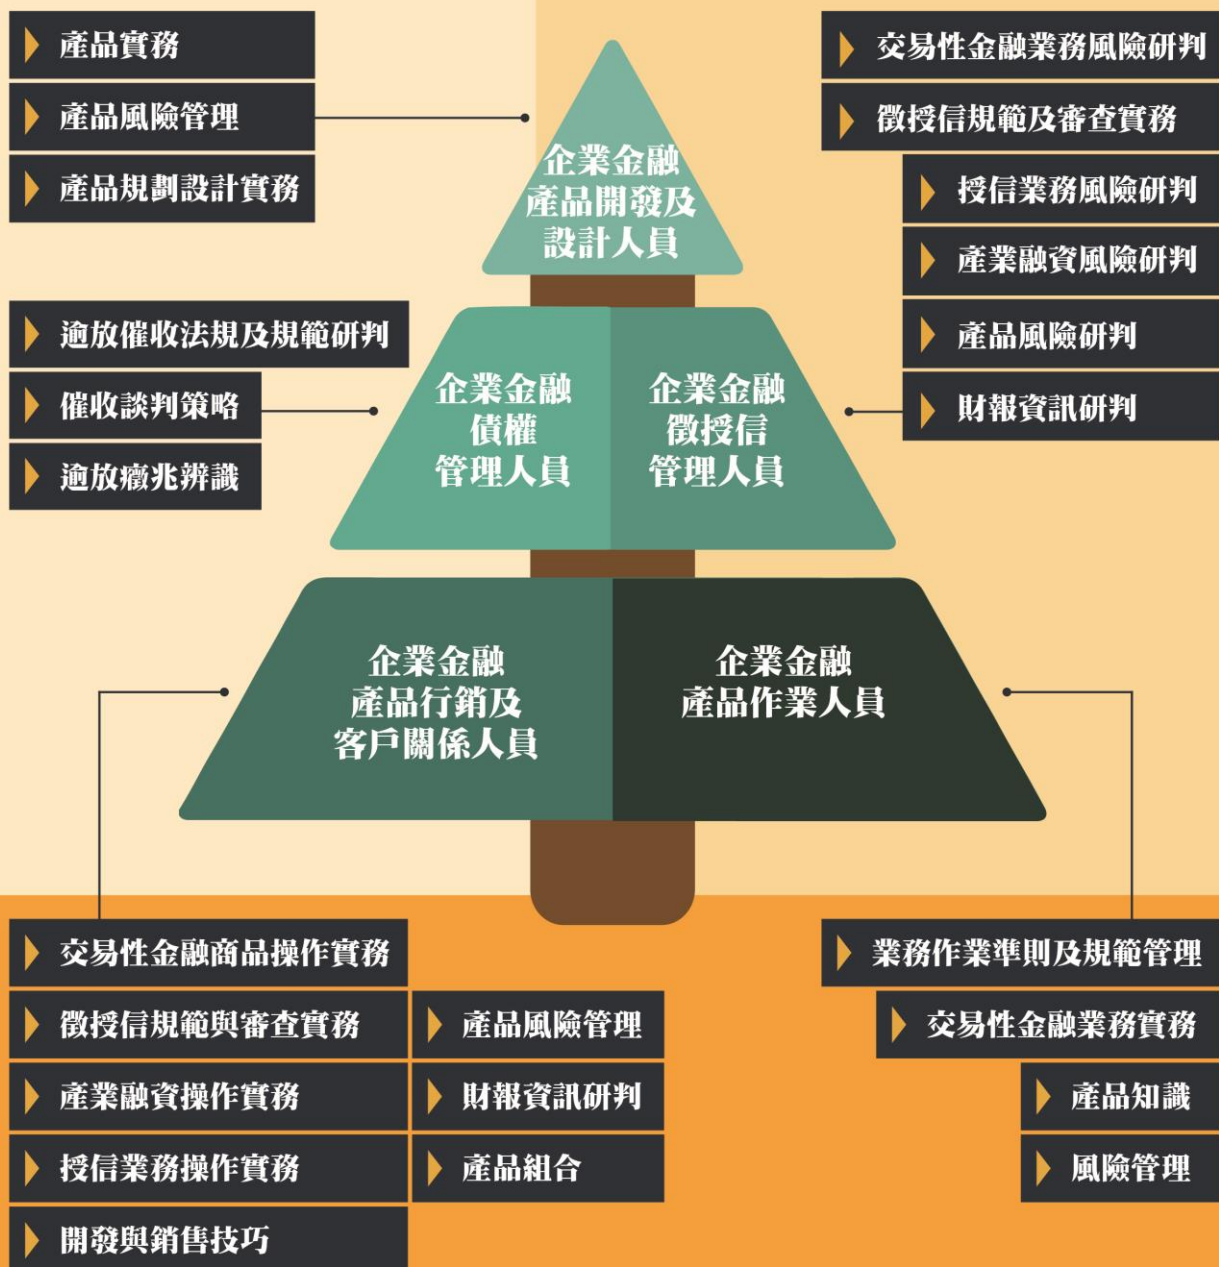 產品實務
產品風險管理
產品規劃設計實務
企業金融
產品開發及
設計人員
交易性金融業務風險研判
徵授信規範及審查實務
授信業務風險研判
產業融資風險研判
產品風險研判
財報資訊研判
逾放催收法規及規範研判
催收談判策略
逾放癥兆辨識
企業金融
債權
管理人員
企業金融
徵授信
管理人員
企業金融
產品行銷及
客戶關係人員
企業金融
產品作業人員
交易性金融商品操作實務
徵授信規範與審查實務
產業融資操作實務
授信業務操作實務
開發與銷售技巧
產品風險管理
財報資訊研判
產品組合
業務作業準則及規範管理
交易性金融業務實務
產品知識
風險管理